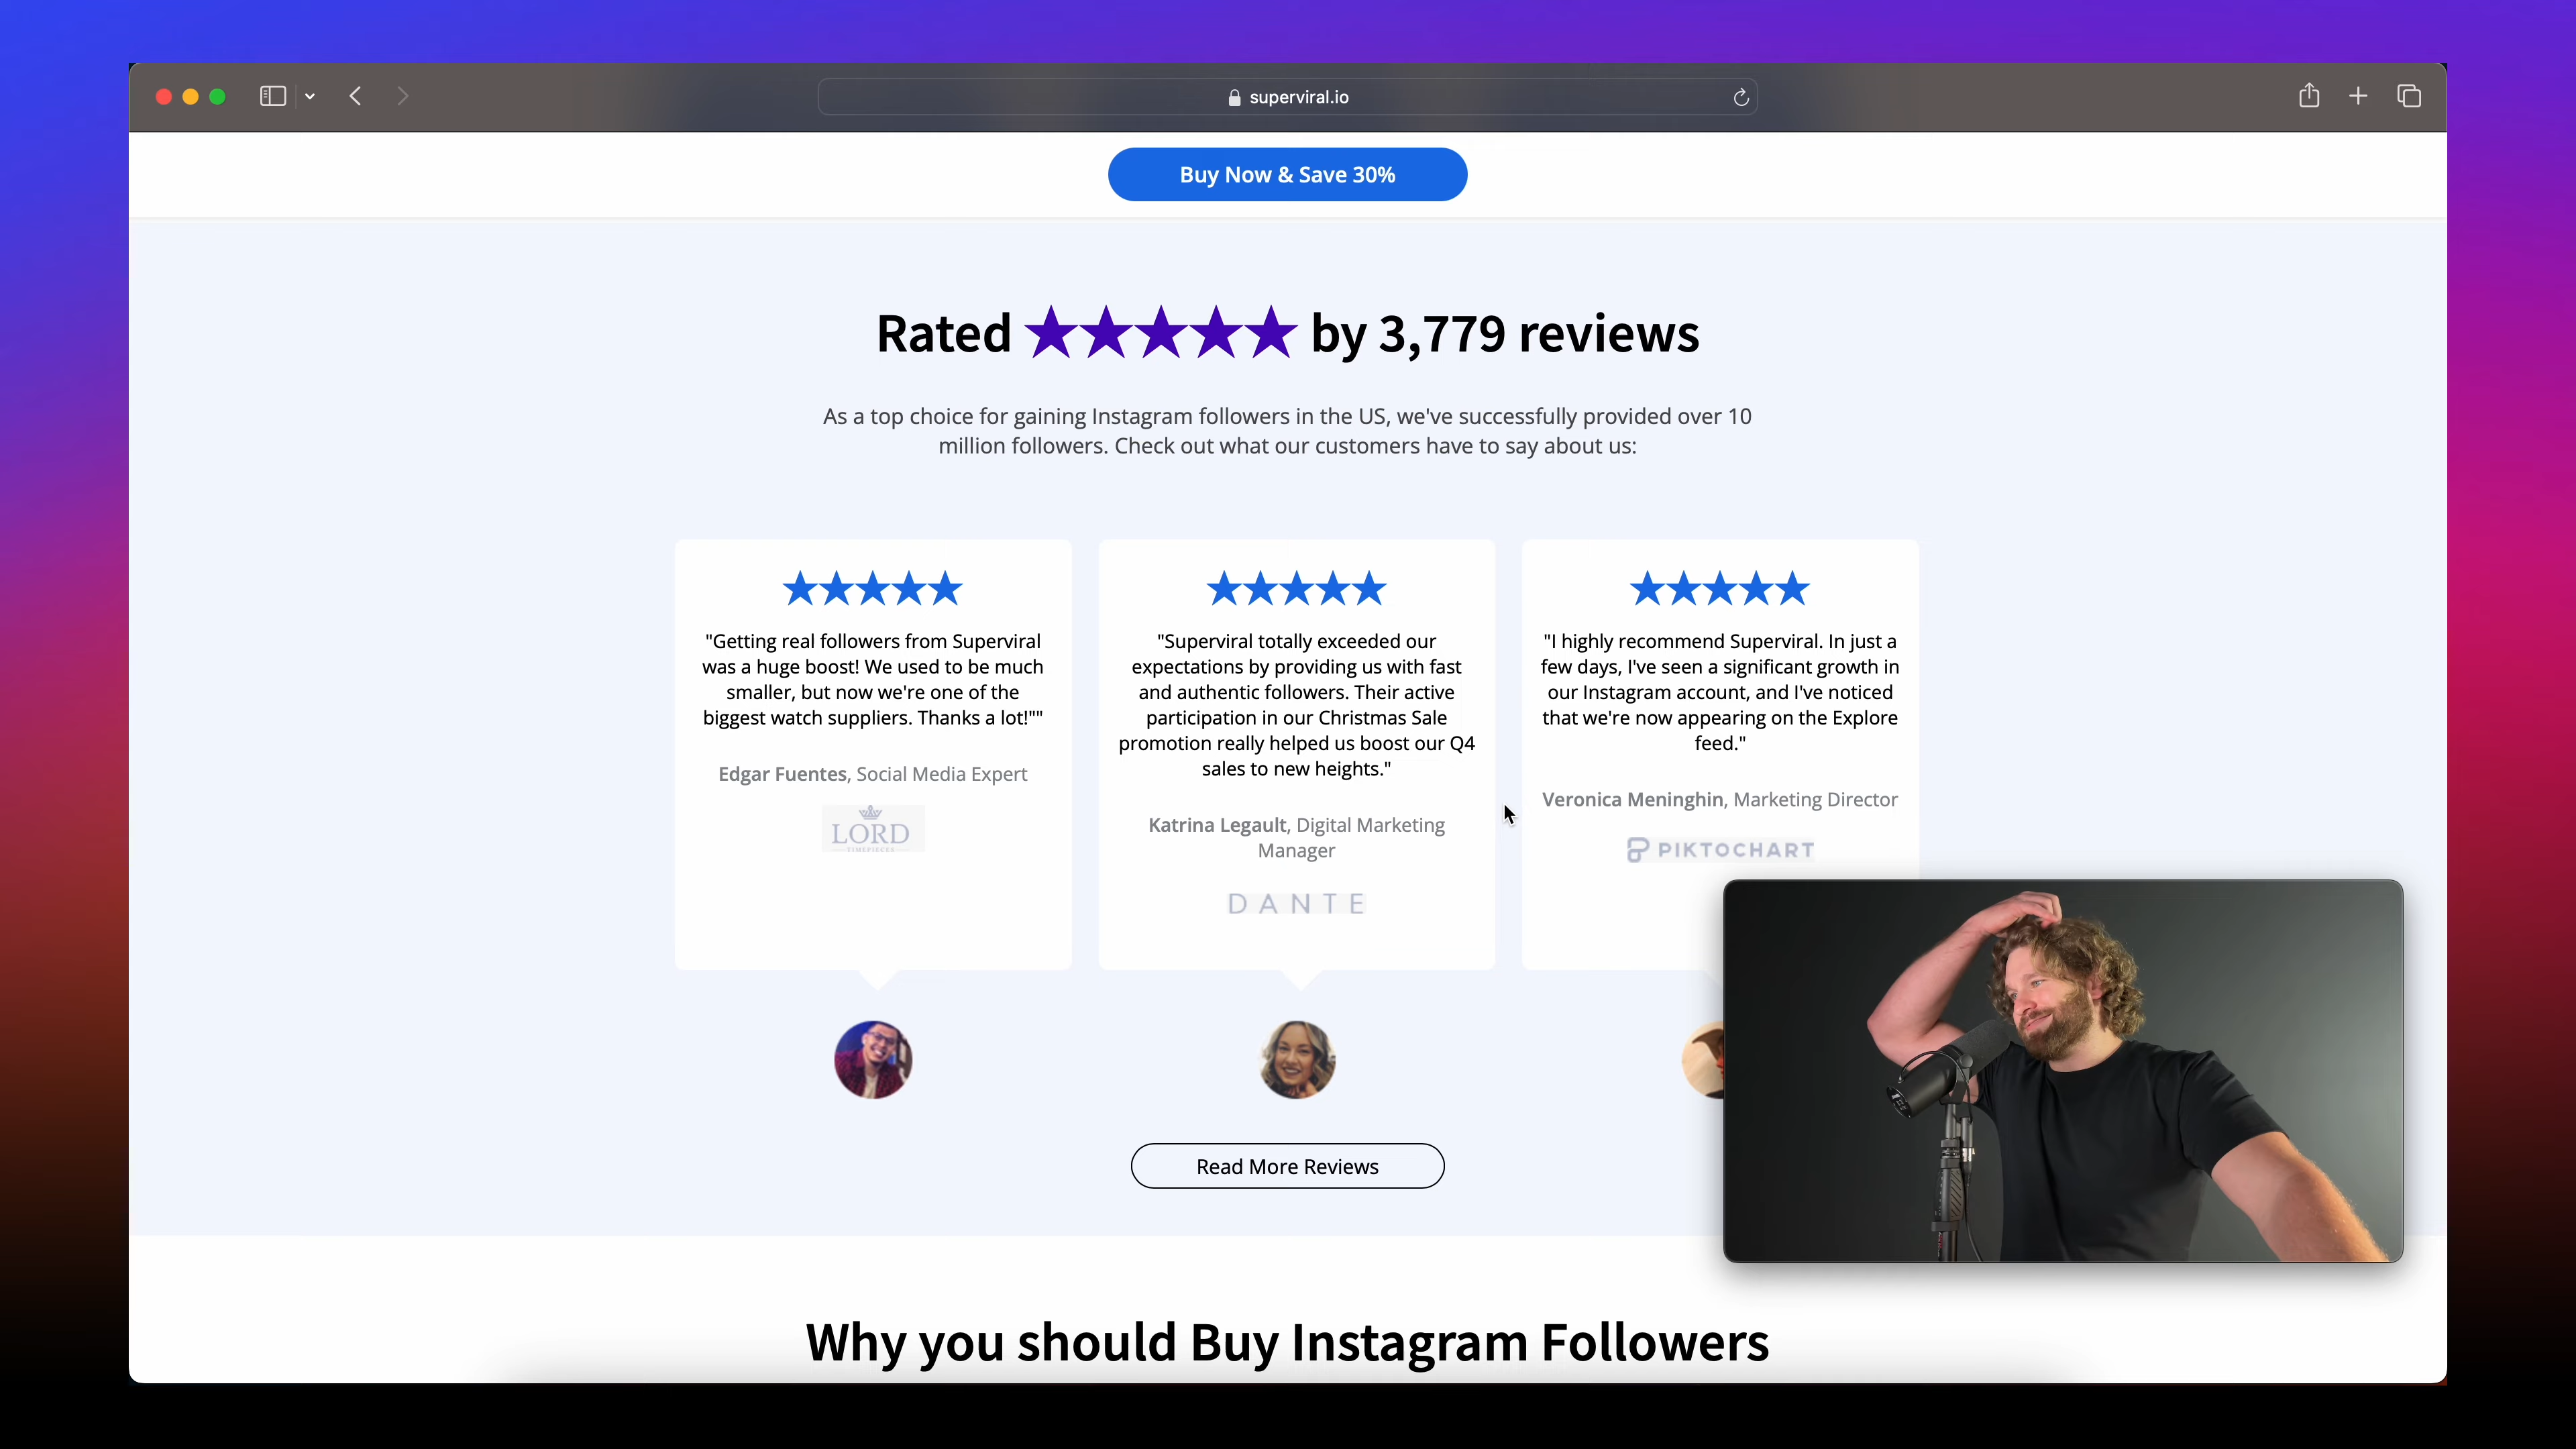 superviral.io
Buy Now & Save 30%
Rated ★★★★★ by 3,779 reviews
As a top choice for gaining Instagram followers in the US, we've successfully provided over 10
million followers. Check out what our customers have to say about us:
★★★★★
"Getting real followers from Superviral
was a huge boost! We used to be much
smaller, but now we're one of the
biggest watch suppliers. Thanks a lot!""
Edgar Fuentes, Social Media Expert
LORD
TIMEPIECES
★★★★★
"Superviral totally exceeded our
expectations by providing us with fast
and authentic followers. Their active
participation in our Christmas Sale
promotion really helped us boost our Q4
sales to new heights."
Katrina Legault, Digital Marketing
Manager
DANTE
★★★★★
"I highly recommend Superviral. In just a
few days, I've seen a significant growth in
our Instagram account, and I've noticed
that we're now appearing on the Explore
feed."
Veronica Meninghin, Marketing Director
PIKTOCHART
Read More Reviews
Why you should Buy Instagram Followers